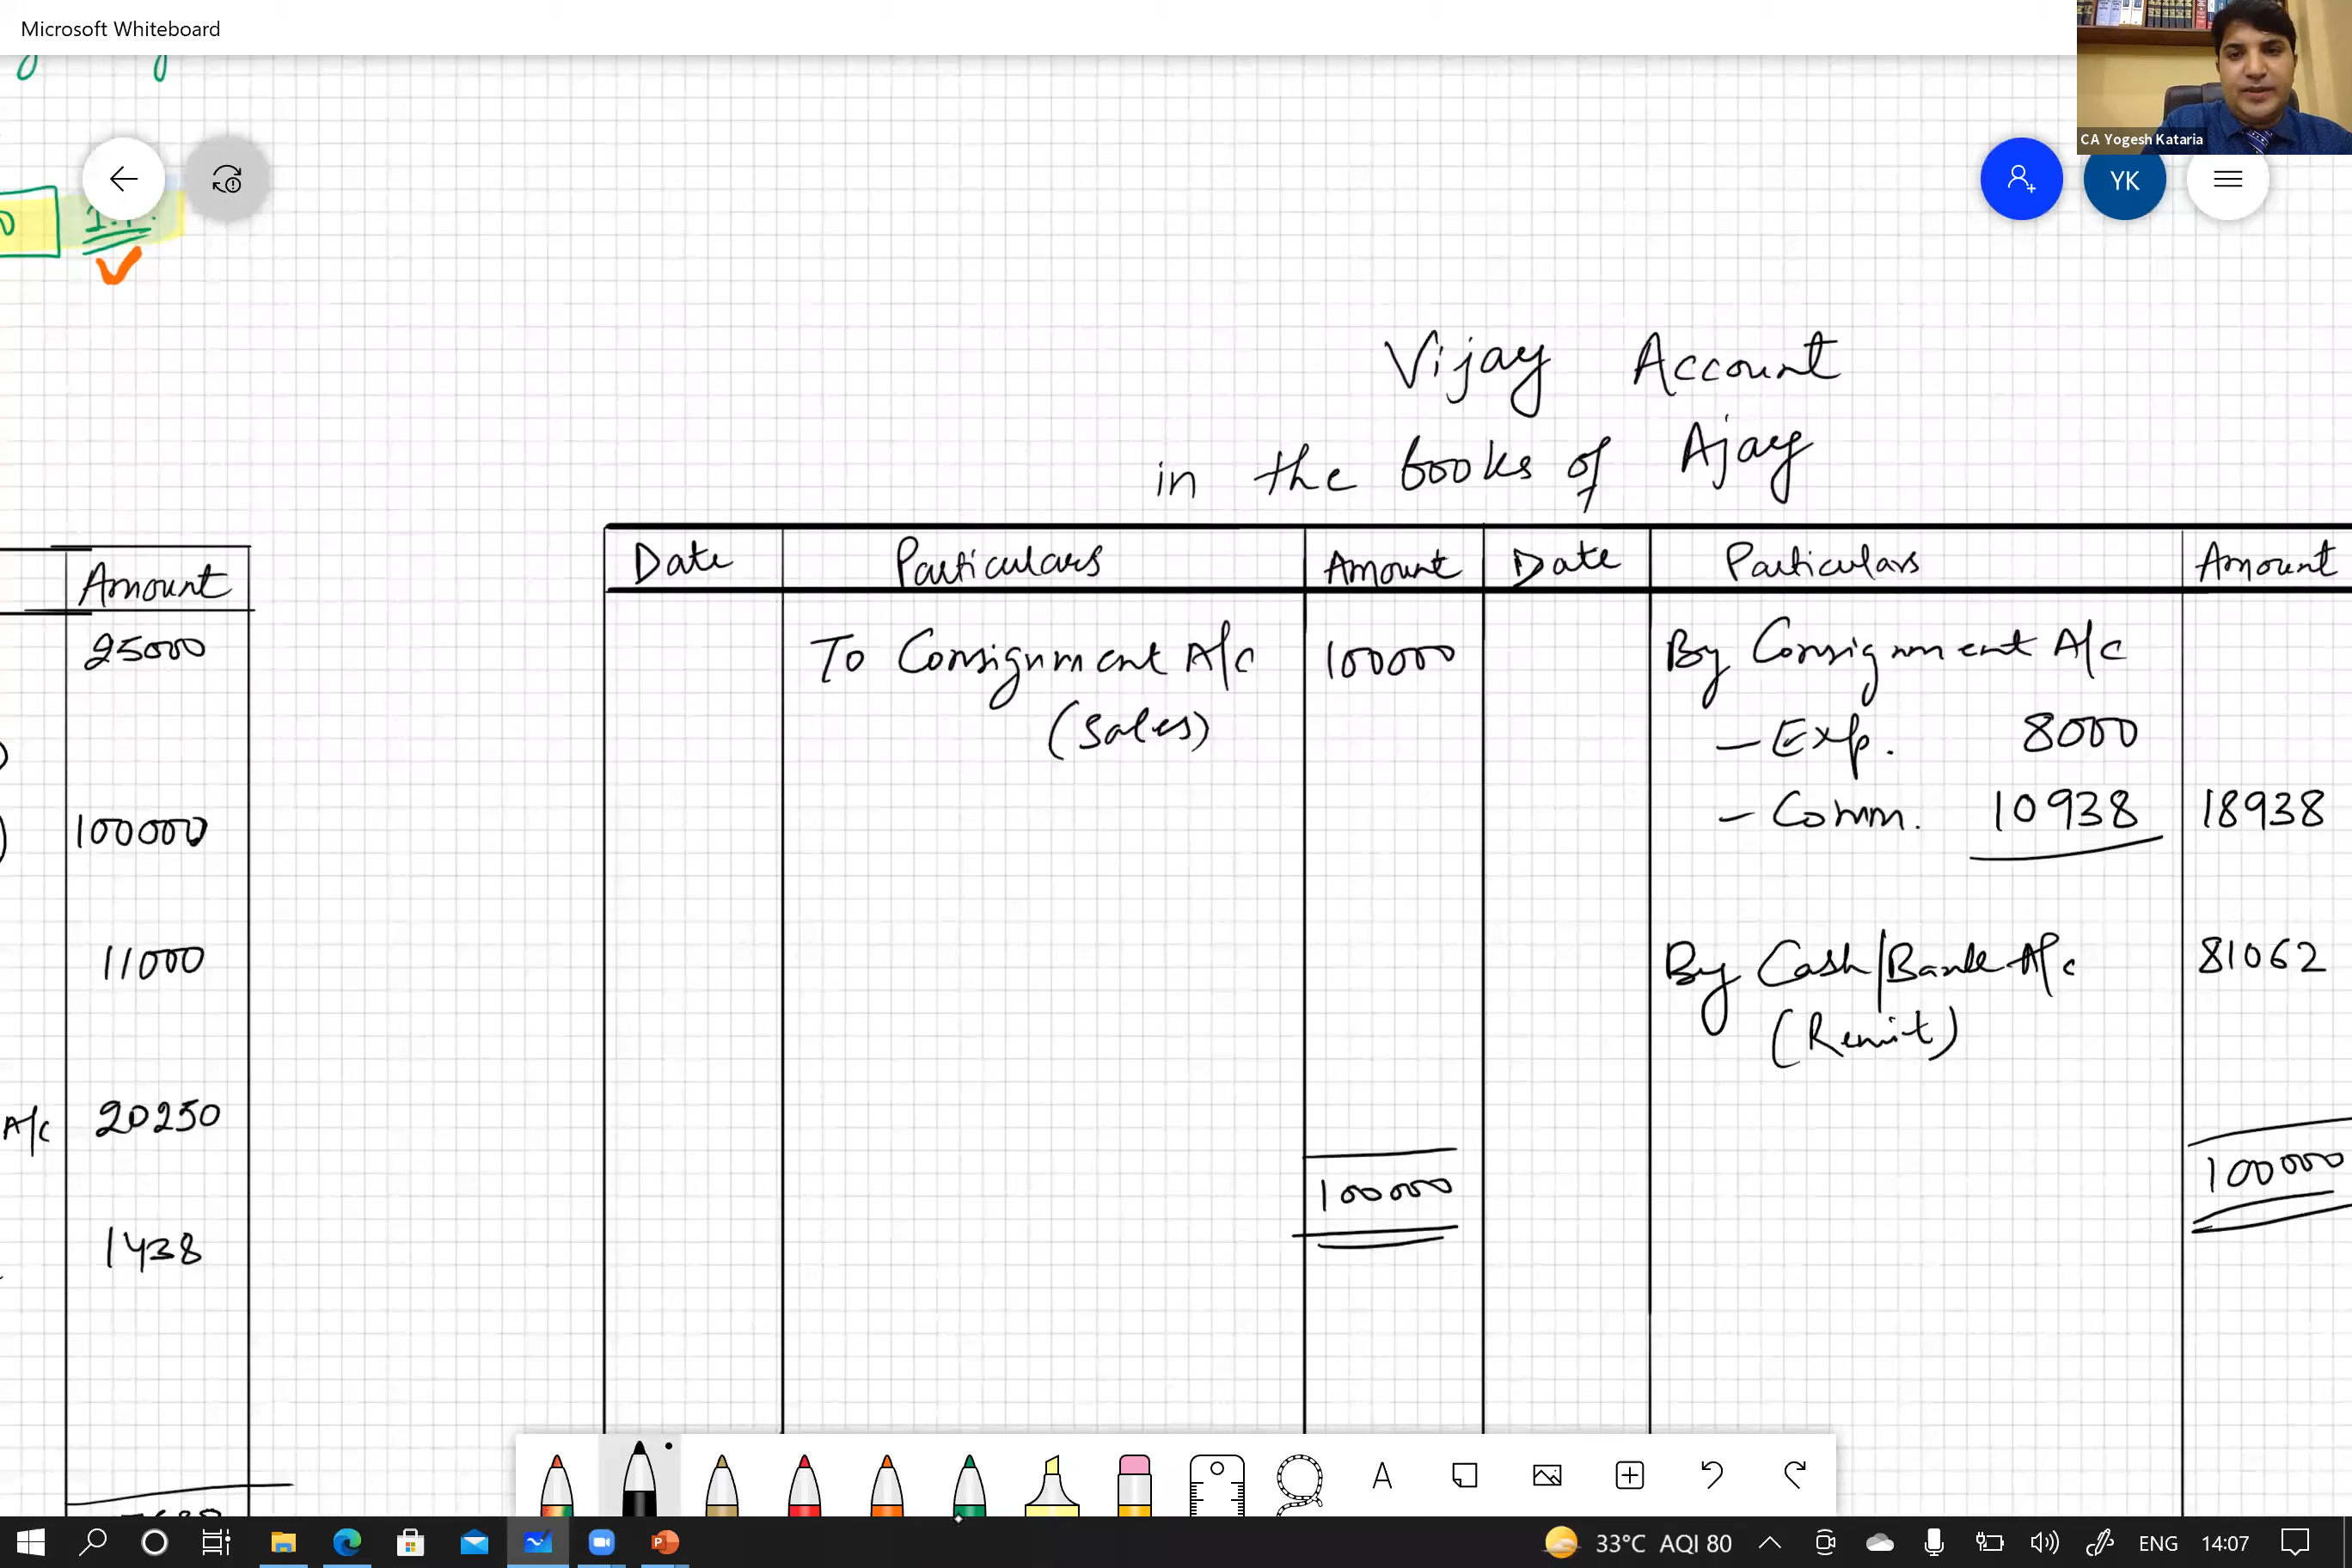 Microsoft Whiteboard
CA Yogesh Kataria
YK
Vijay Account
in the books of Ajay
Amount
25000
100000
11000
A/c 20250
1438
Date Particulars Amount Date Particulars Amount
To Consignment A/c 100000 By Consignment A/c
(Sales) - Exp. 8000
- Comm. 10938 18938
By Cash/Bank A/c 81062
(Remit)
100000 100000
A
33°C AQI 80 ENG 14:07